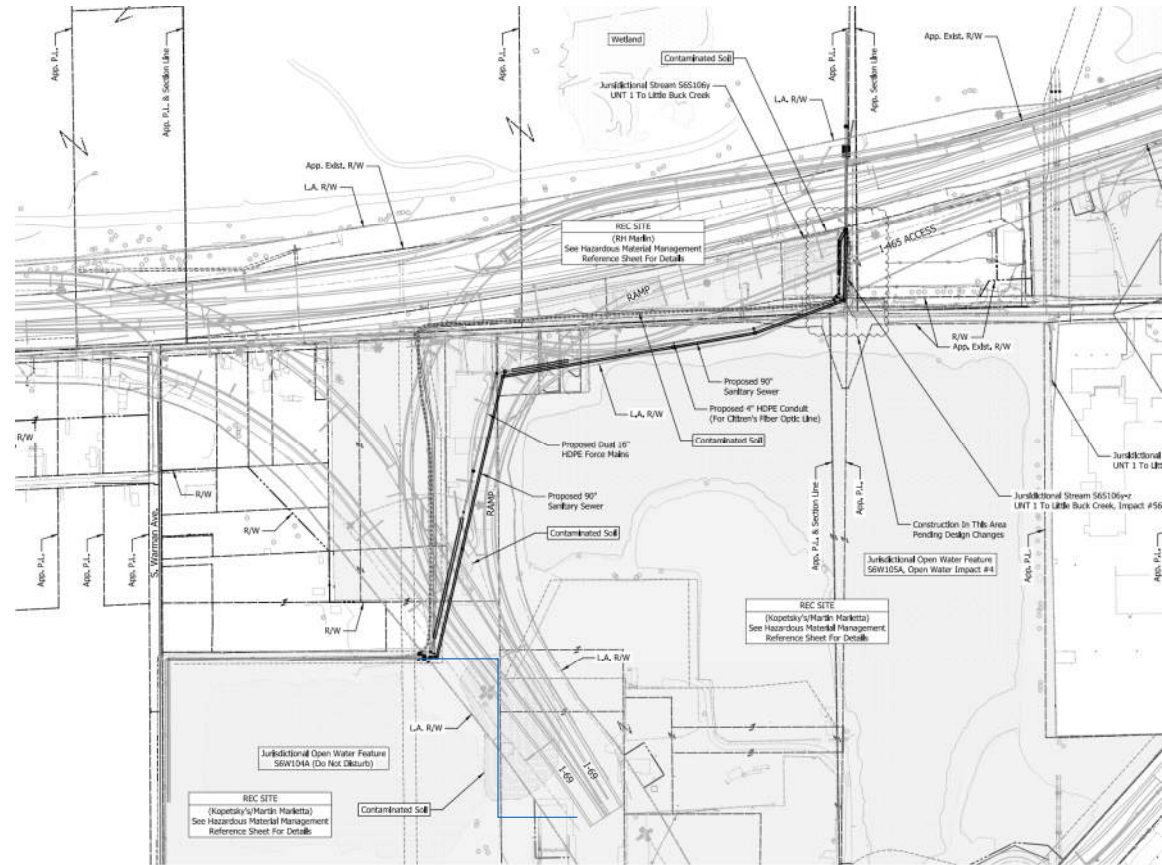 App. P.L.
App. P.L. & Section Line
App. P.L.
Wetland
Contaminated Soil
Jursidictional Stream S6S106y
UNT 1 To Little Buck Creek
L.A. R/W
App. P.L.
App. Section Line
App. Exist. R/W
App. Exist. R/W
L.A. R/W
REC SITE
(RH Marlin)
See Hazardous Material Management
Reference Sheet For Details
I-465 ACCESS
RAMP
R/W
App. Exist. R/W
Proposed 90"
Sanitary Sewer
L.A. R/W
Proposed 4" HDPE Conduit
(For Citizen's Fiber Optic Line)
Contaminated Soil
Proposed Dual 16"
HDPE Force Mains
R/W
R/W
Proposed 90"
Sanitary Sewer
RAMP
Contaminated Soil
R/W
S. Warman Ave.
App. P.L.
App. P.L.
App. P.L.
R/W
App. P.L. & Section Line
App. P.L.
Jurisdictional
UNT 1 To Litt
Jursidictional Stream S6S106y-z
UNT 1 To Little Buck Creek, Impact #56
Construction In This Area
Pending Design Changes
Jurisdictional Open Water Feature
S6W105A, Open Water Impact #4
App. P.L.
App. P.
REC SITE
(Kopetsky's/Martin Marietta)
See Hazardous Material Management
Reference Sheet For Details
L.A. R/W
L.A. R/W
I-69
I-69
Jurisdictional Open Water Feature
S6W104A (Do Not Disturb)
Contaminated Soil
REC SITE
(Kopetsky's/Martin Marietta)
See Hazardous Material Management
Reference Sheet For Details